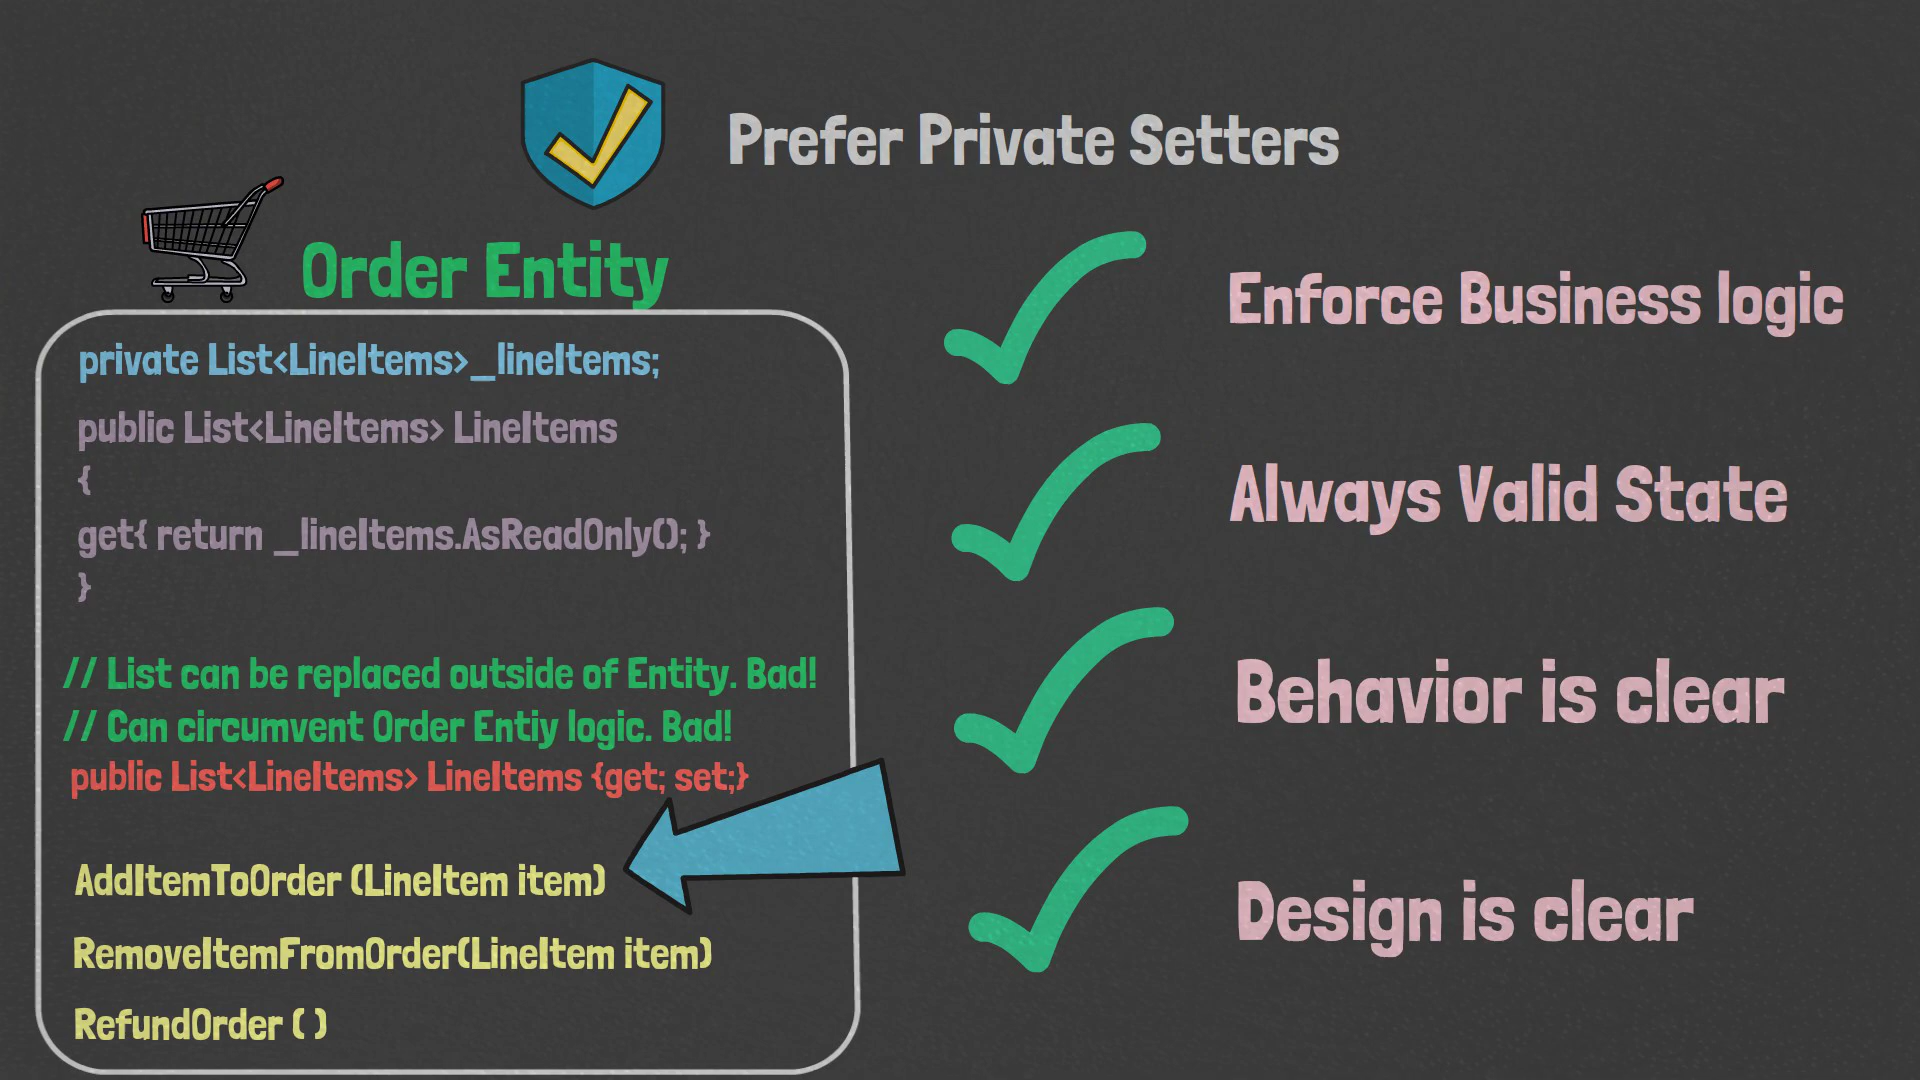 Prefer Private Setters
Order Entity
private List<LineItems>_lineItems;
public List<LineItems> LineItems
{
get{ return _lineItems.AsReadOnly(); }
}
// List can be replaced outside of Entity. Bad!
// Can circumvent Order Entiy logic. Bad!
public List<LineItems> LineItems {get; set;}
AddItemToOrder (LineItem item)
RemoveItemFromOrder(LineItem item)
RefundOrder ( )
Enforce Business logic
Always Valid State
Behavior is clear
Design is clear